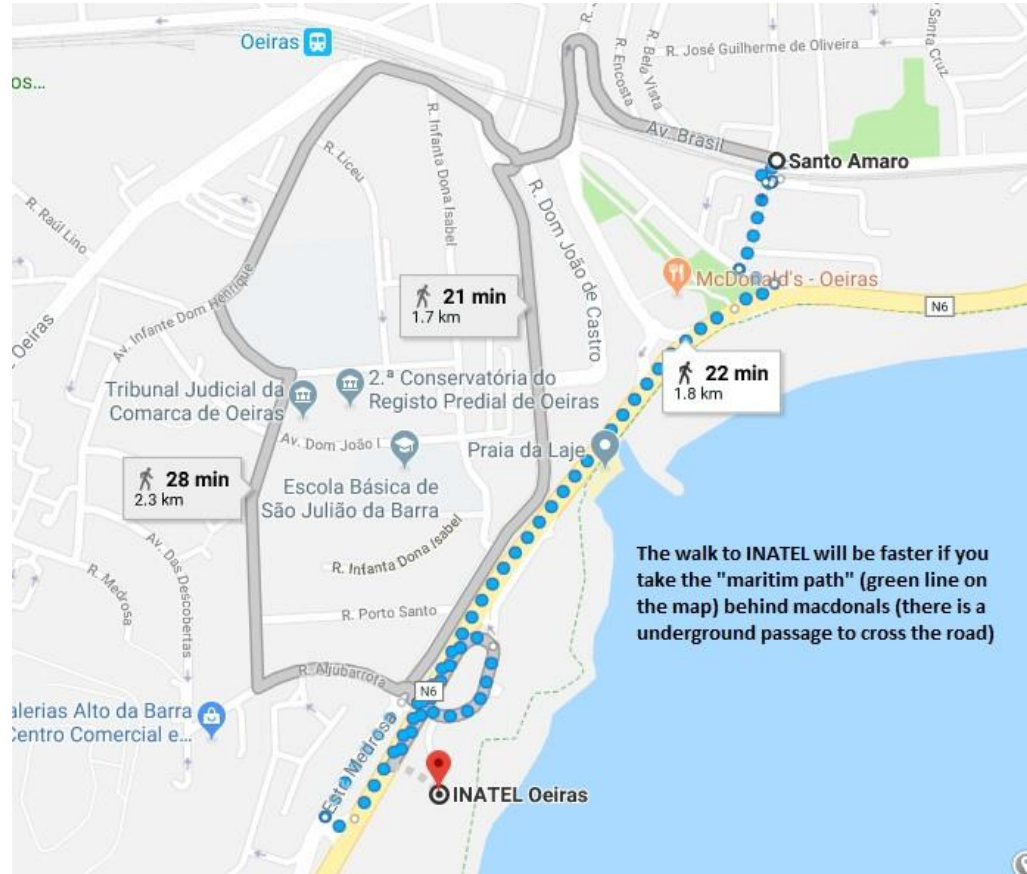 Oeiras
os...
R. José Guilherme de Oliveira
Santa Cruz
R. Bela Vista
R. Encosta
Av. Brasil
Santo Amaro
R. Liceu
R. Infanta Dona Isabel
R. Dom João de Castro
R. Raúl Lino
McDonald's - Oeiras
N6
Oeiras
Av. Infante Dom Henrique
21 min
1.7 km
22 min
1.8 km
Tribunal Judicial da
Comarca de Oeiras
2.ª Conservatória do
Registo Predial de Oeiras
Av. Dom João I
Praia da Laje
28 min
2.3 km
Escola Básica de
São Julião da Barra
Av. Das Descobertas
R. Medrosa
R. Infanta Dona Isabel
R. Porto Santo
The walk to INATEL will be faster if you
take the "maritim path" (green line on
the map) behind macdonals (there is a
underground passage to cross the road)
R. Aljubarrota
N6
alerias Alto da Barra
Centro Comercial e...
Estr. Medrosa
INATEL Oeiras